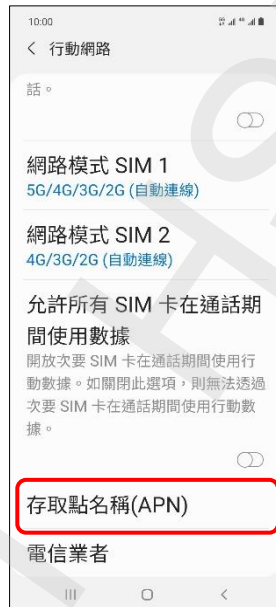 10:00
行動網路
話。
網路模式 SIM 1
5G/4G/3G/2G (自動連線)
網路模式 SIM 2
4G/3G/2G (自動連線)
允許所有 SIM 卡在通話期
間使用數據
開放次要 SIM 卡在通話期間使用行
動數據。如關閉此選項，則無法透過
次要 SIM 卡在通話期間使用行動數
據。
存取點名稱(APN)
電信業者